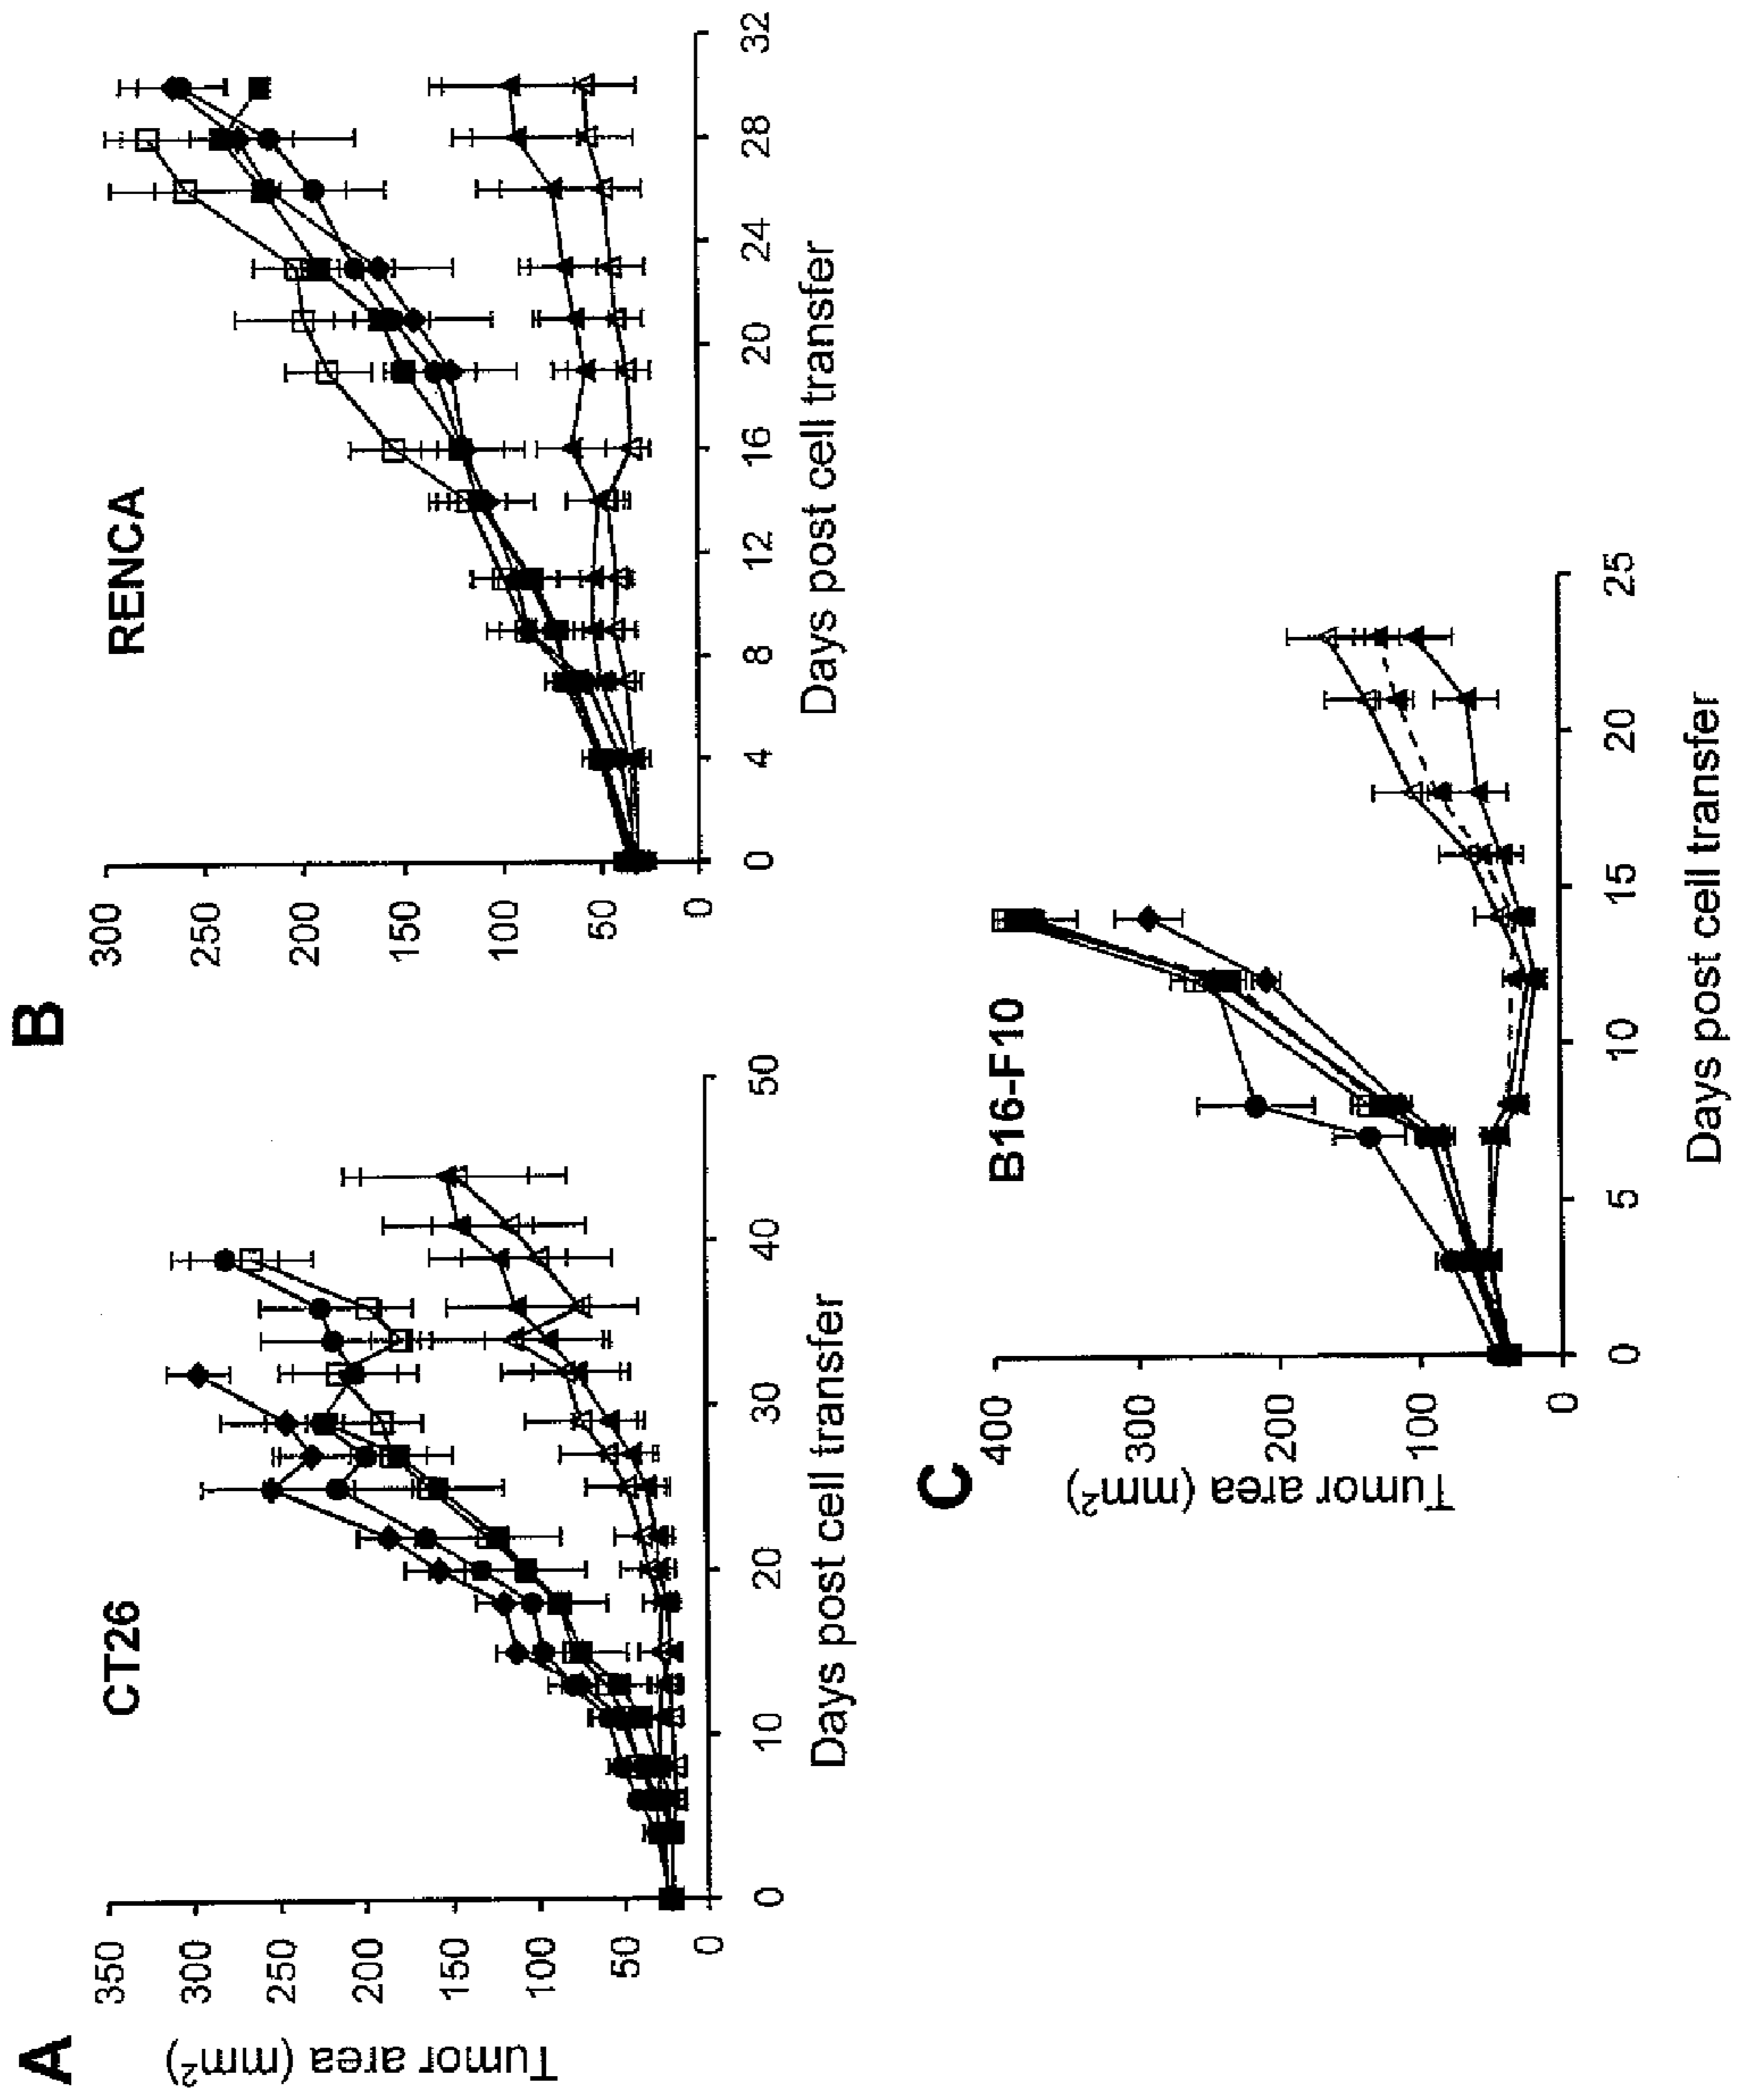 A
CT26
Tumor area (mm²)
350
300
250
200
150
100
50
0
0 10 20 30 40 50
Days post cell transfer
B
RENCA
300
250
200
150
100
50
0
0 4 8 12 16 20 24 28 32
Days post cell transfer
C
B16-F10
Tumor area (mm²)
400
300
200
100
0
0 5 10 15 20 25
Days post cell transfer